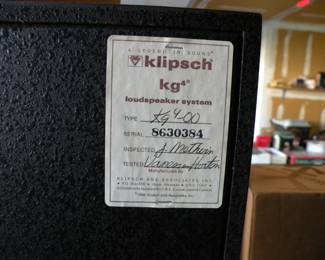 A LEGEND IN SOUND
klipsch
kg4
loudspeaker system
TYPE Kg 4-00
SERIAL 8630384
INSPECTED
TESTED
Manufactured By
KLIPSCH AND ASSOCIATES, INC.